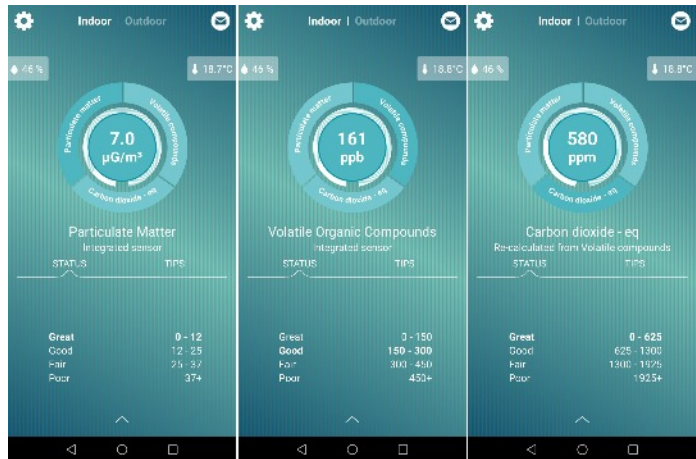 Indoor | Outdoor
46 %
18.7°C
Particulate matter
Volatile compounds
7.0
µG/m³
Carbon dioxide - eq
Particulate Matter
Integrated sensor
STATUS TIPS
Great 0 - 12
Good 12 - 25
Fair 25 - 37
Poor 37+
Indoor | Outdoor
46 %
18.8°C
Particulate matter
Volatile compounds
161
ppb
Carbon dioxide - eq
Volatile Organic Compounds
Integrated sensor
STATUS TIPS
Great 0 - 150
Good 150 - 300
Fair 300 - 450
Poor 450+
Indoor | Outdoor
46 %
18.8°C
Particulate matter
Volatile compounds
580
ppm
Carbon dioxide - eq
Carbon dioxide - eq
Re-calculated from Volatile compounds
STATUS TIPS
Great 0 - 625
Good 625 - 1300
Fair 1300 - 1925
Poor 1925+